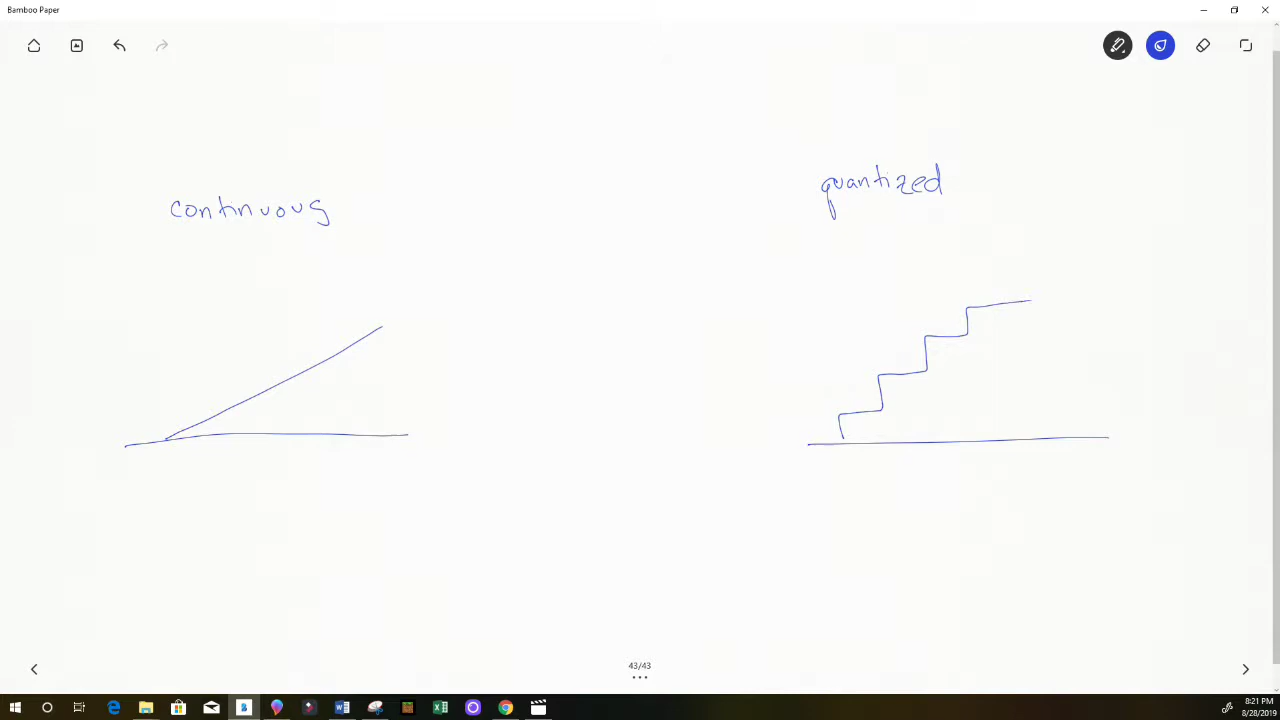 Bamboo Paper
quantized
continuous
43/43
8:21 PM
8/28/2019